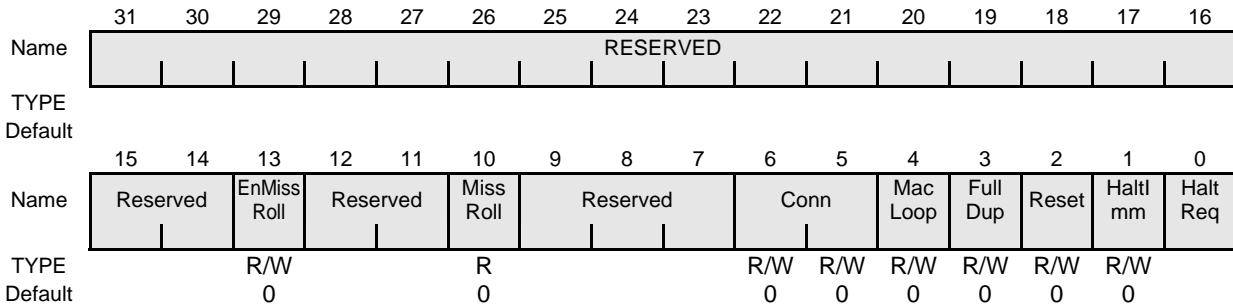 31 30 29 28 27 26 25 24 23 22 21 20 19 18 17 16
Name RESERVED
TYPE
Default
15 14 13 12 11 10 9 8 7 6 5 4 3 2 1 0
Name Reserved EnMiss Roll Reserved Miss Roll Reserved Conn Mac Loop Full Dup Reset HaltI mm Halt Req
TYPE R/W R R/W R/W R/W R/W R/W R/W
Default 0 0 0 0 0 0 0 0